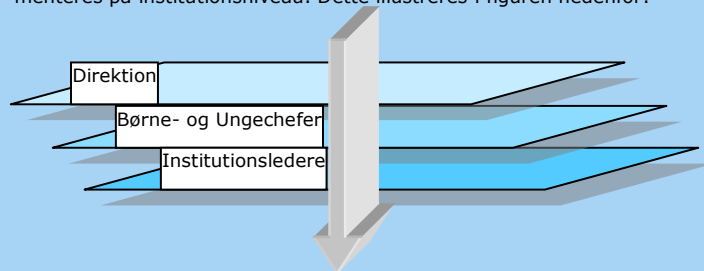 menteres på institutionsniveau. Dette illustreres i figuren nedenfor:
Direktion
Børne- og Ungechefer
Institutionsledere